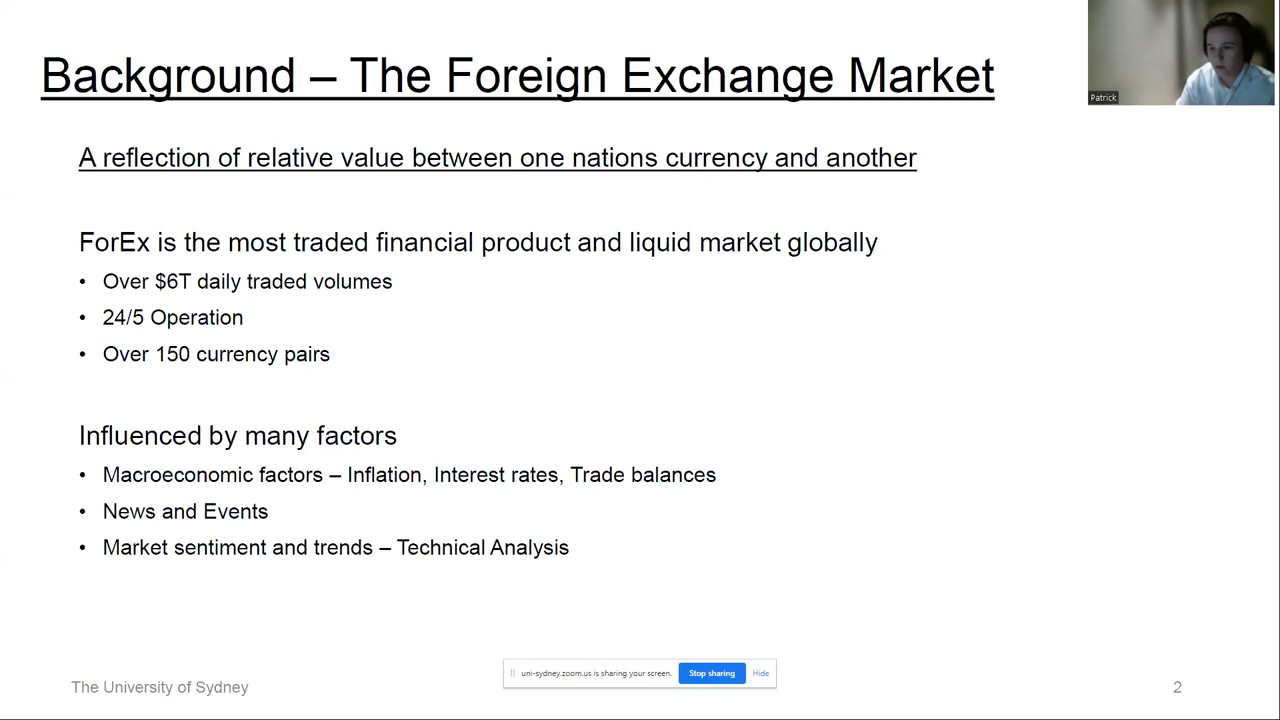 Background – The Foreign Exchange Market
Patrick
A reflection of relative value between one nations currency and another
ForEx is the most traded financial product and liquid market globally
• Over $6T daily traded volumes
• 24/5 Operation
• Over 150 currency pairs
Influenced by many factors
• Macroeconomic factors – Inflation, Interest rates, Trade balances
• News and Events
• Market sentiment and trends – Technical Analysis
uni-sydney.zoom.us is sharing your screen. Stop sharing Hide
The University of Sydney
2